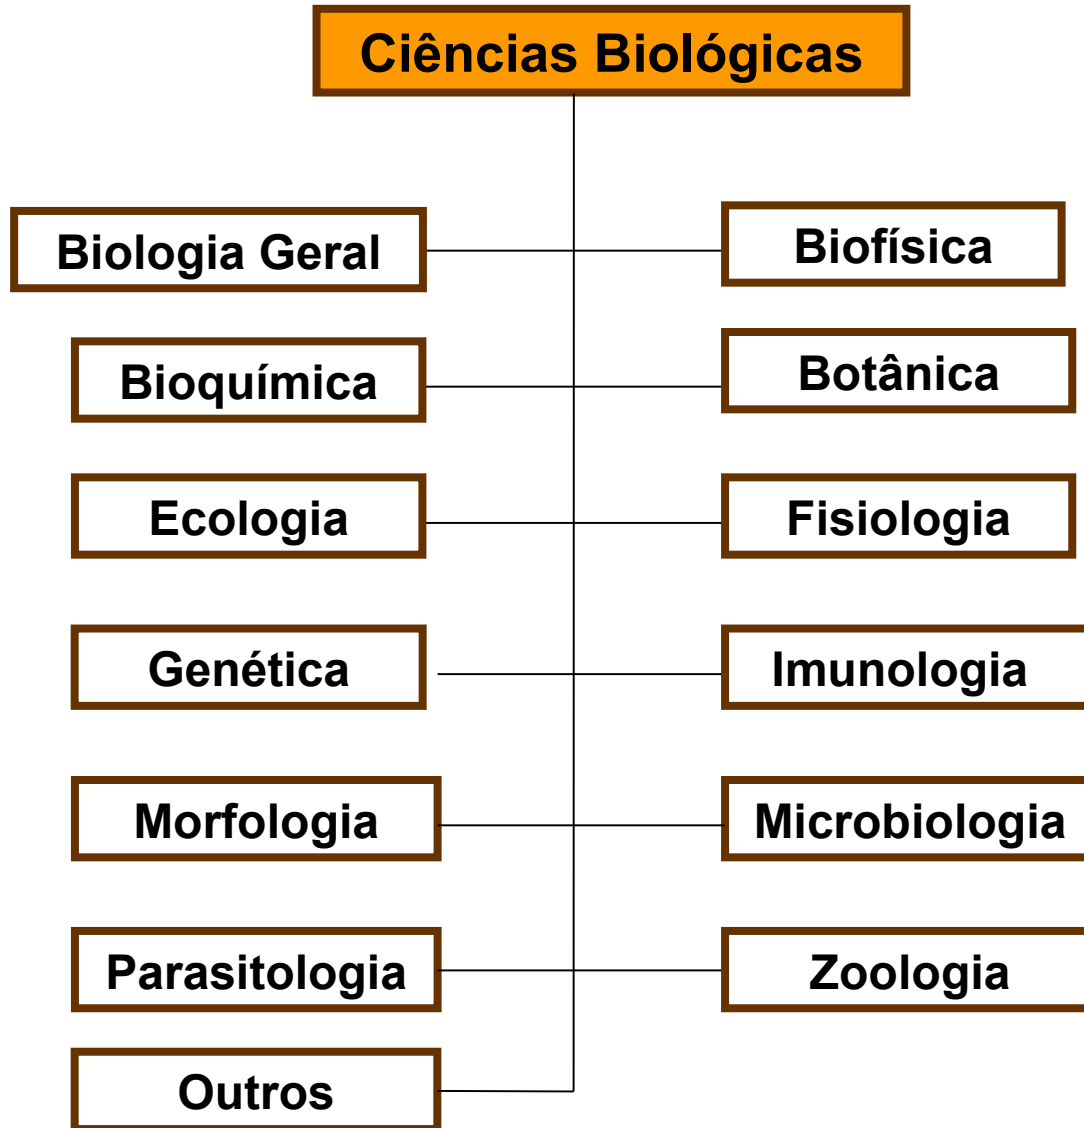 Ciências Biológicas
Biologia Geral
Biofísica
Bioquímica
Botânica
Ecologia
Fisiologia
Genética
Imunologia
Morfologia
Microbiologia
Parasitologia
Zoologia
Outros